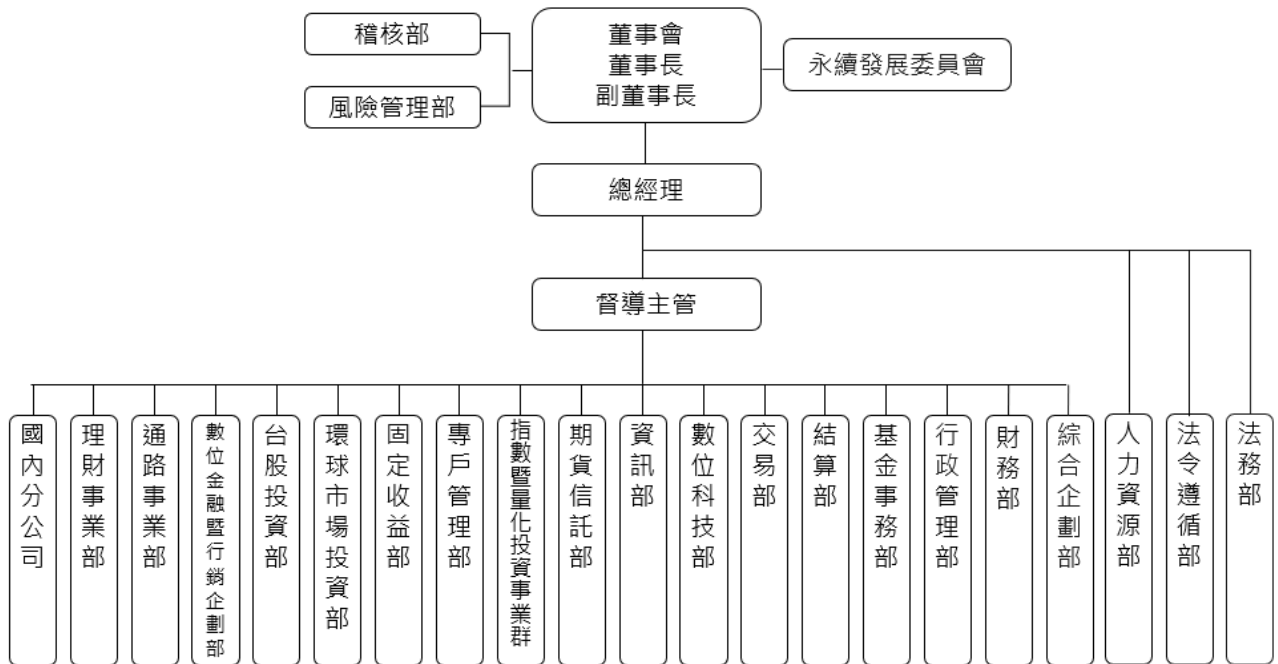 稽核部
風險管理部
董事會
董事長
副董事長
永續發展委員會
總經理
督導主管
國內分公司
理財事業部
通路事業部
數位金融暨行銷企劃部
台股投資部
環球市場投資部
固定收益部
專戶管理部
指數暨量化投資事業群
期貨信託部
資訊部
數位科技部
交易部
結算部
基金事務部
行政管理部
財務部
綜合企劃部
人力資源部
法令遵循部
法務部